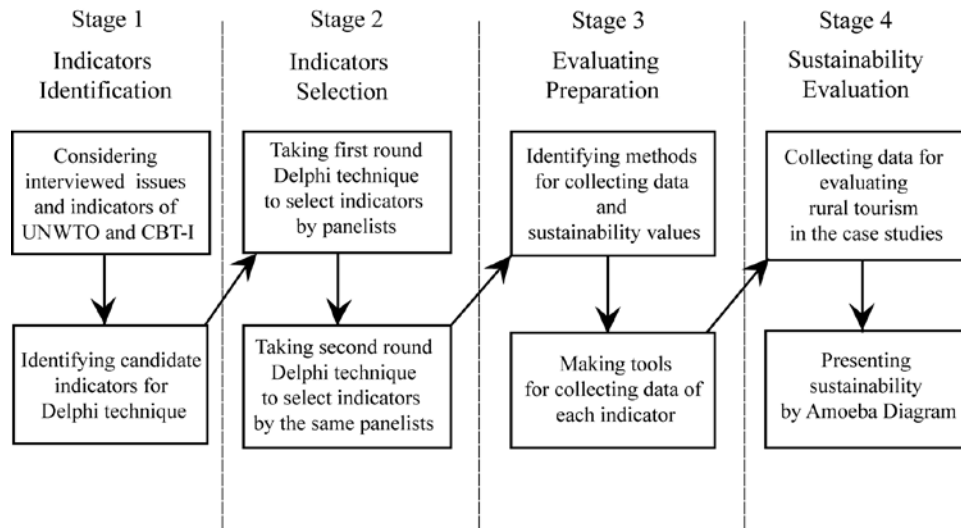 Stage 1
Indicators
Identification
Considering
interviewed issues
and indicators of
UNWTO and CBT-I
Identifying candidate
indicators for
Delphi technique
Stage 2
Indicators
Selection
Taking first round
Delphi technique
to select indicators
by panelists
Taking second round
Delphi technique
to select indicators
by the same panelists
Stage 3
Evaluating
Preparation
Identifying methods
for collecting data
and
sustainability values
Making tools
for collecting data of
each indicator
Stage 4
Sustainability
Evaluation
Collecting data for
evaluating
rural tourism
in the case studies
Presenting
sustainability
by Amoeba Diagram